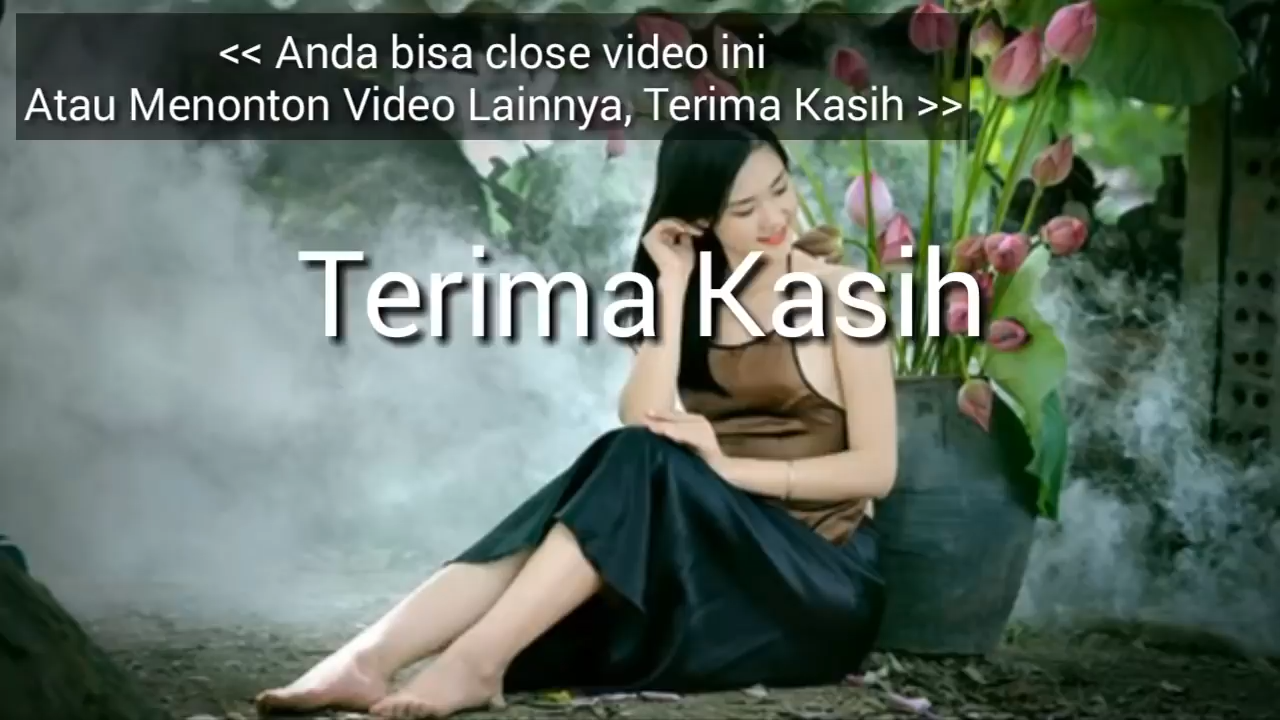 << Anda bisa close video ini
Atau Menonton Video Lainnya, Terima Kasih >>
Terima Kasih